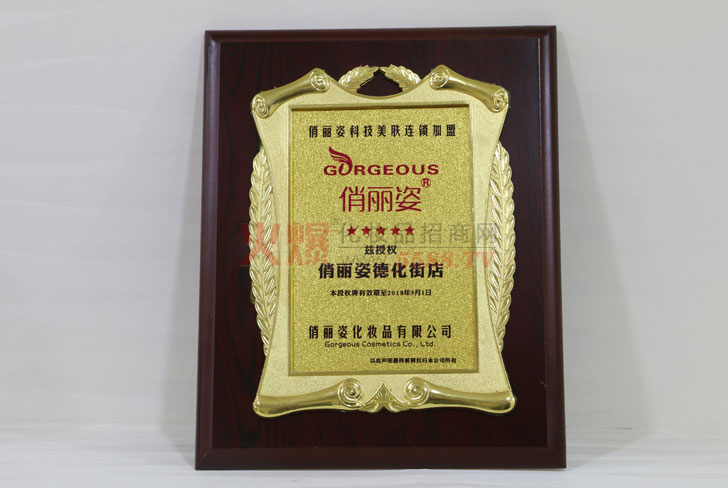 俏丽姿科技美肤连锁加盟
GORGEOUS
俏丽姿®
★★★★★
兹授权
俏丽姿德化街店
本授权牌有效期至2018年5月1日
俏丽姿化妆品有限公司
Gorgeous Cosmetics Co., Ltd.
火爆化妆品招商网